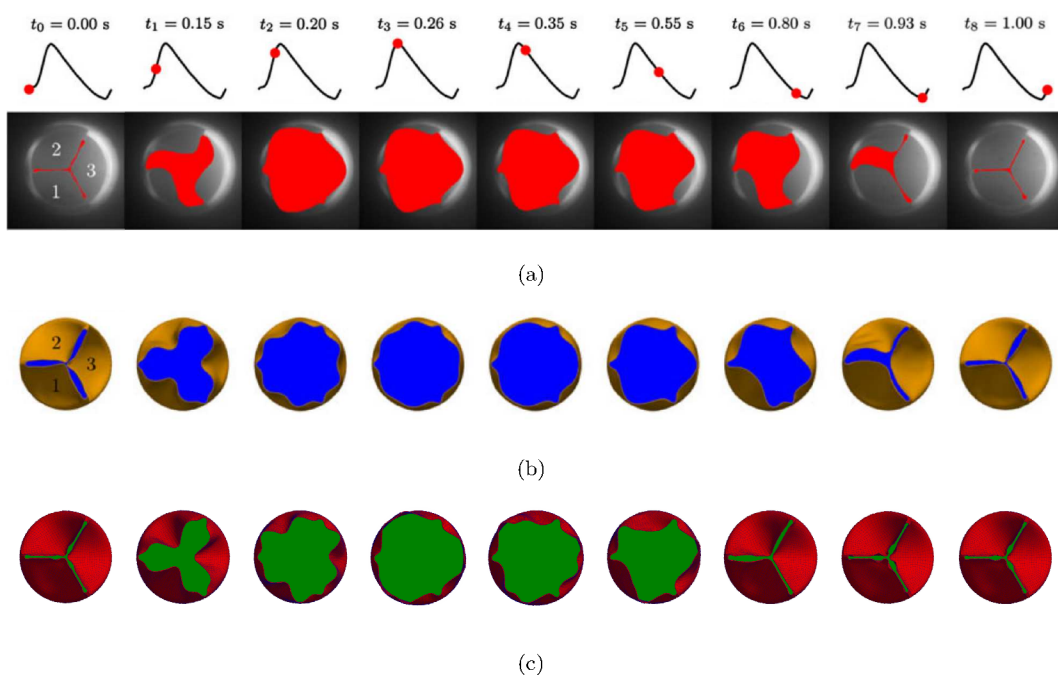 t₀ = 0.00 s t₁ = 0.15 s t₂ = 0.20 s t₃ = 0.26 s t₄ = 0.35 s t₅ = 0.55 s t₆ = 0.80 s t₇ = 0.93 s t₈ = 1.00 s
2
3
1
(a)
2
3
1
(b)
(c)